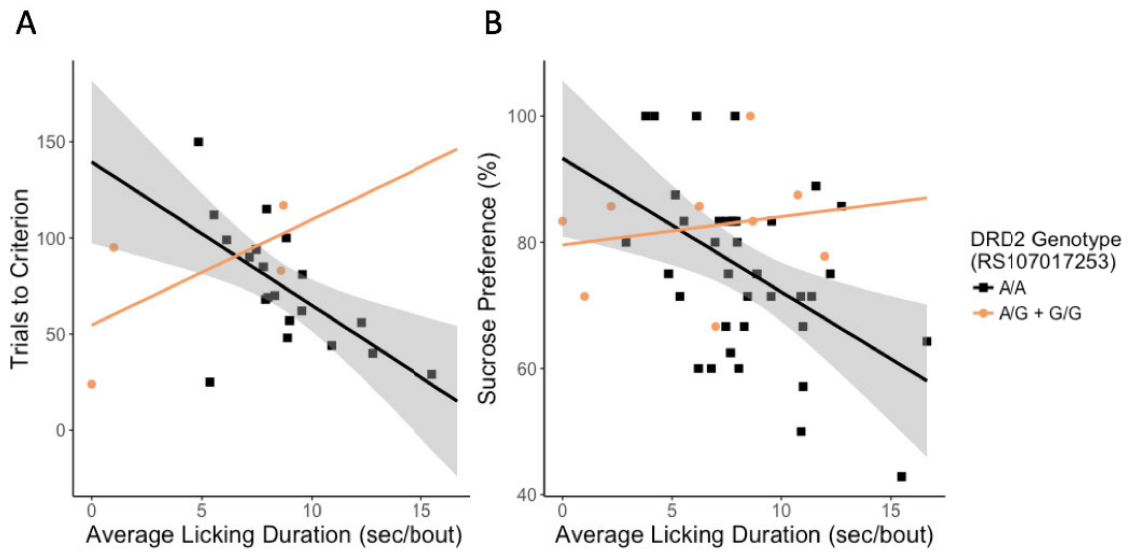 A
Trials to Criterion
150
100
50
0
0 5 10 15
Average Licking Duration (sec/bout)
B
Sucrose Preference (%)
100
80
60
40
0 5 10 15
Average Licking Duration (sec/bout)
DRD2 Genotype
(RS107017253)
A/A
A/G + G/G